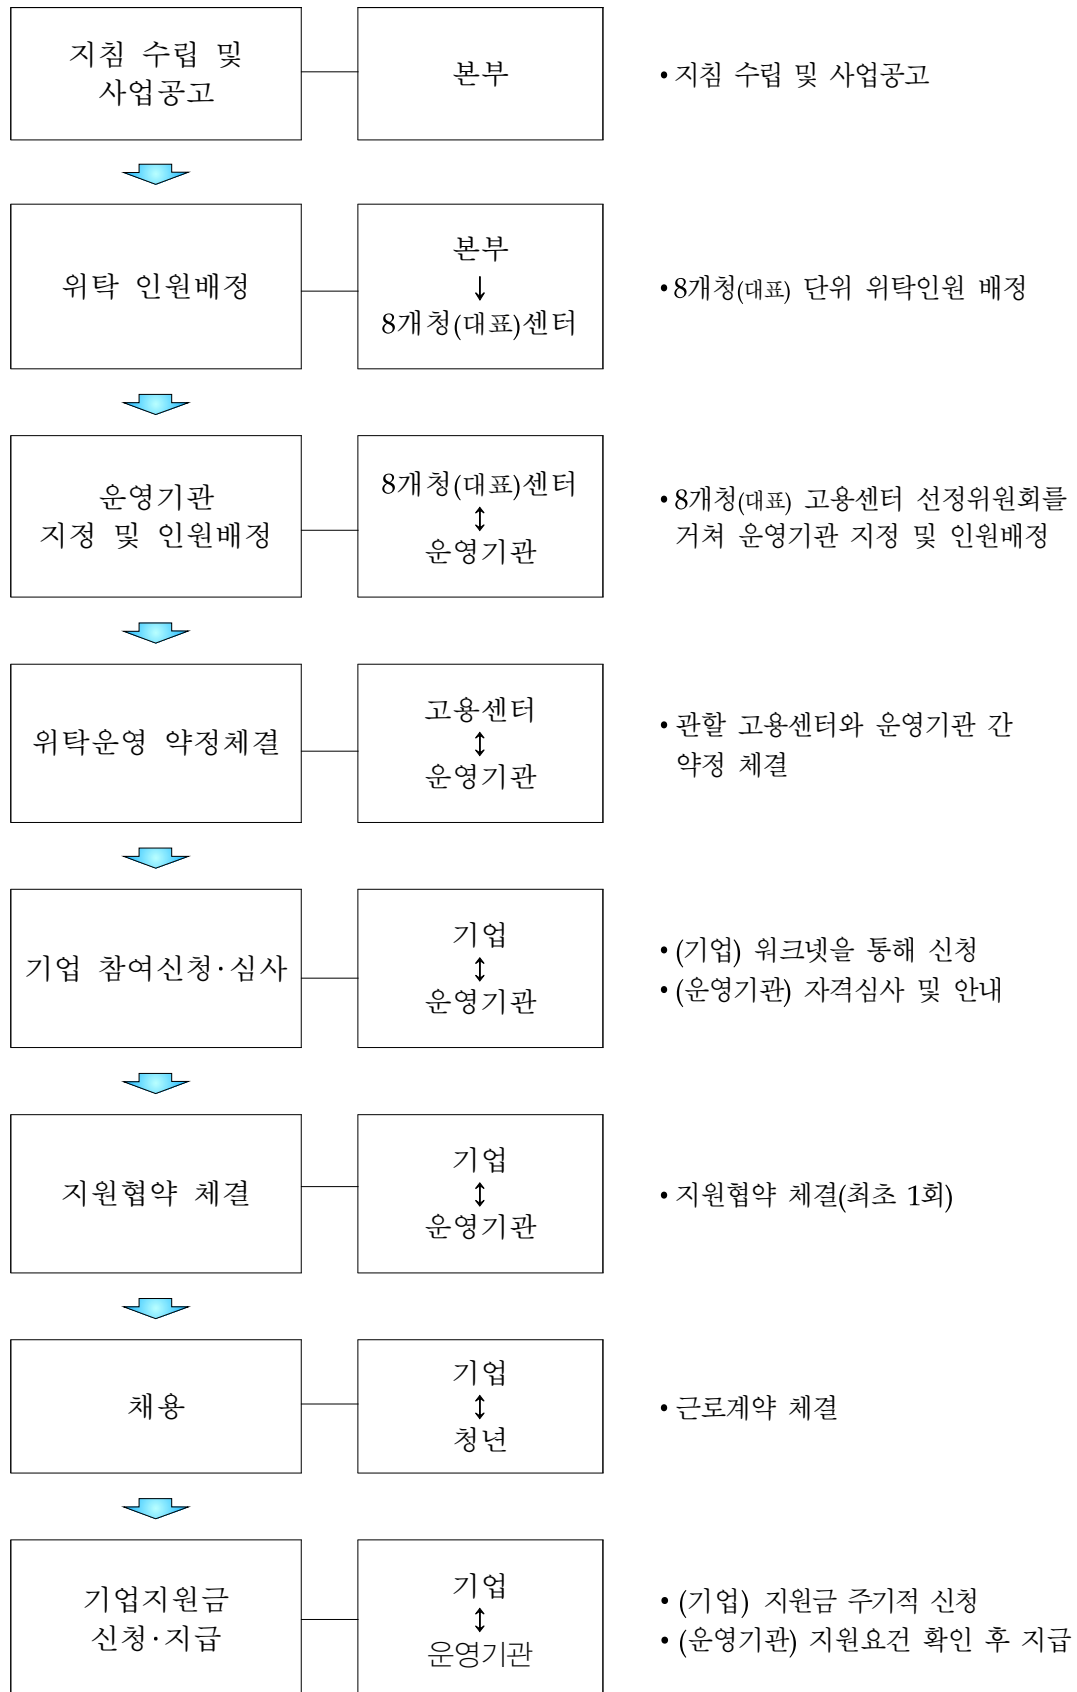 지침 수립 및
사업공고
본부
• 지침 수립 및 사업공고
위탁 인원배정
본부
↓
8개청(대표)센터
• 8개청(대표) 단위 위탁인원 배정
운영기관
지정 및 인원배정
8개청(대표)센터
↕
운영기관
• 8개청(대표) 고용센터 선정위원회를
거쳐 운영기관 지정 및 인원배정
위탁운영 약정체결
고용센터
↕
운영기관
• 관할 고용센터와 운영기관 간
약정 체결
기업 참여신청·심사
기업
↕
운영기관
• (기업) 워크넷을 통해 신청
• (운영기관) 자격심사 및 안내
지원협약 체결
기업
↕
운영기관
• 지원협약 체결(최초 1회)
채용
기업
↕
청년
• 근로계약 체결
기업지원금
신청·지급
기업
↕
운영기관
• (기업) 지원금 주기적 신청
• (운영기관) 지원요건 확인 후 지급